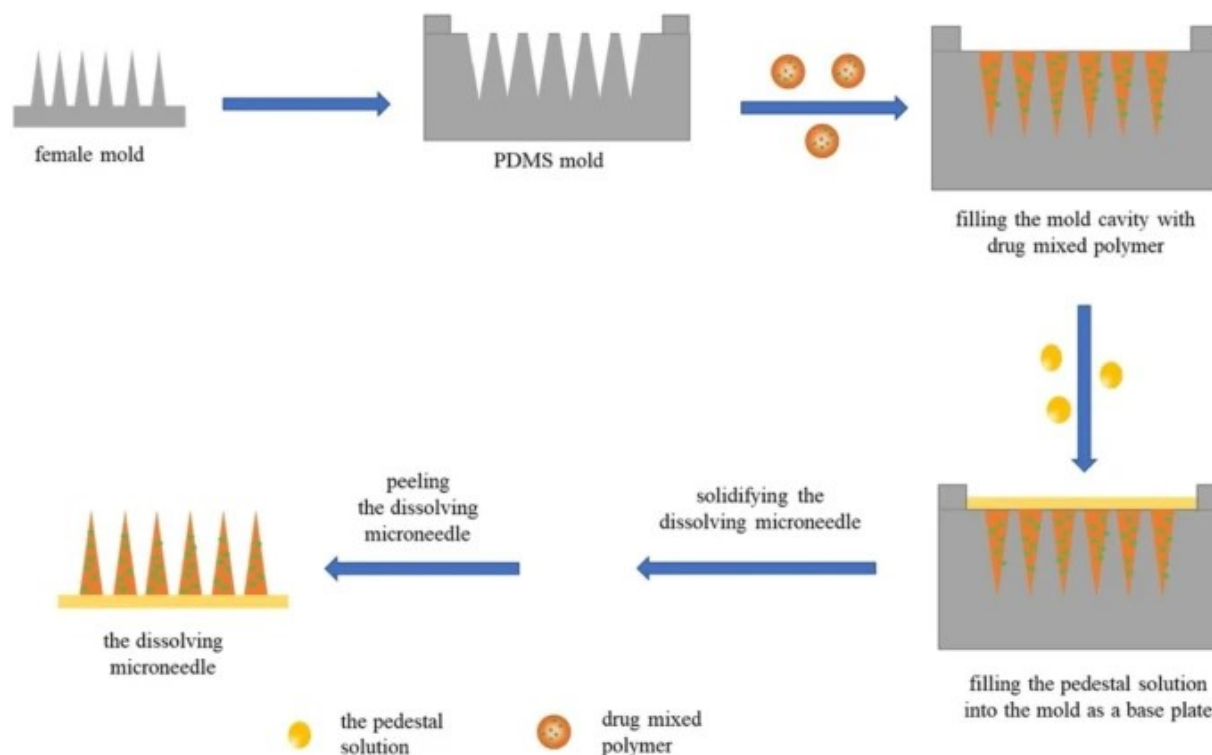 female mold
PDMS mold
filling the mold cavity with
drug mixed polymer
peeling
the dissolving
microneedle
solidifying the
dissolving microneedle
the dissolving
microneedle
filling the pedestal solution
into the mold as a base plate
the pedestal
solution
drug mixed
polymer